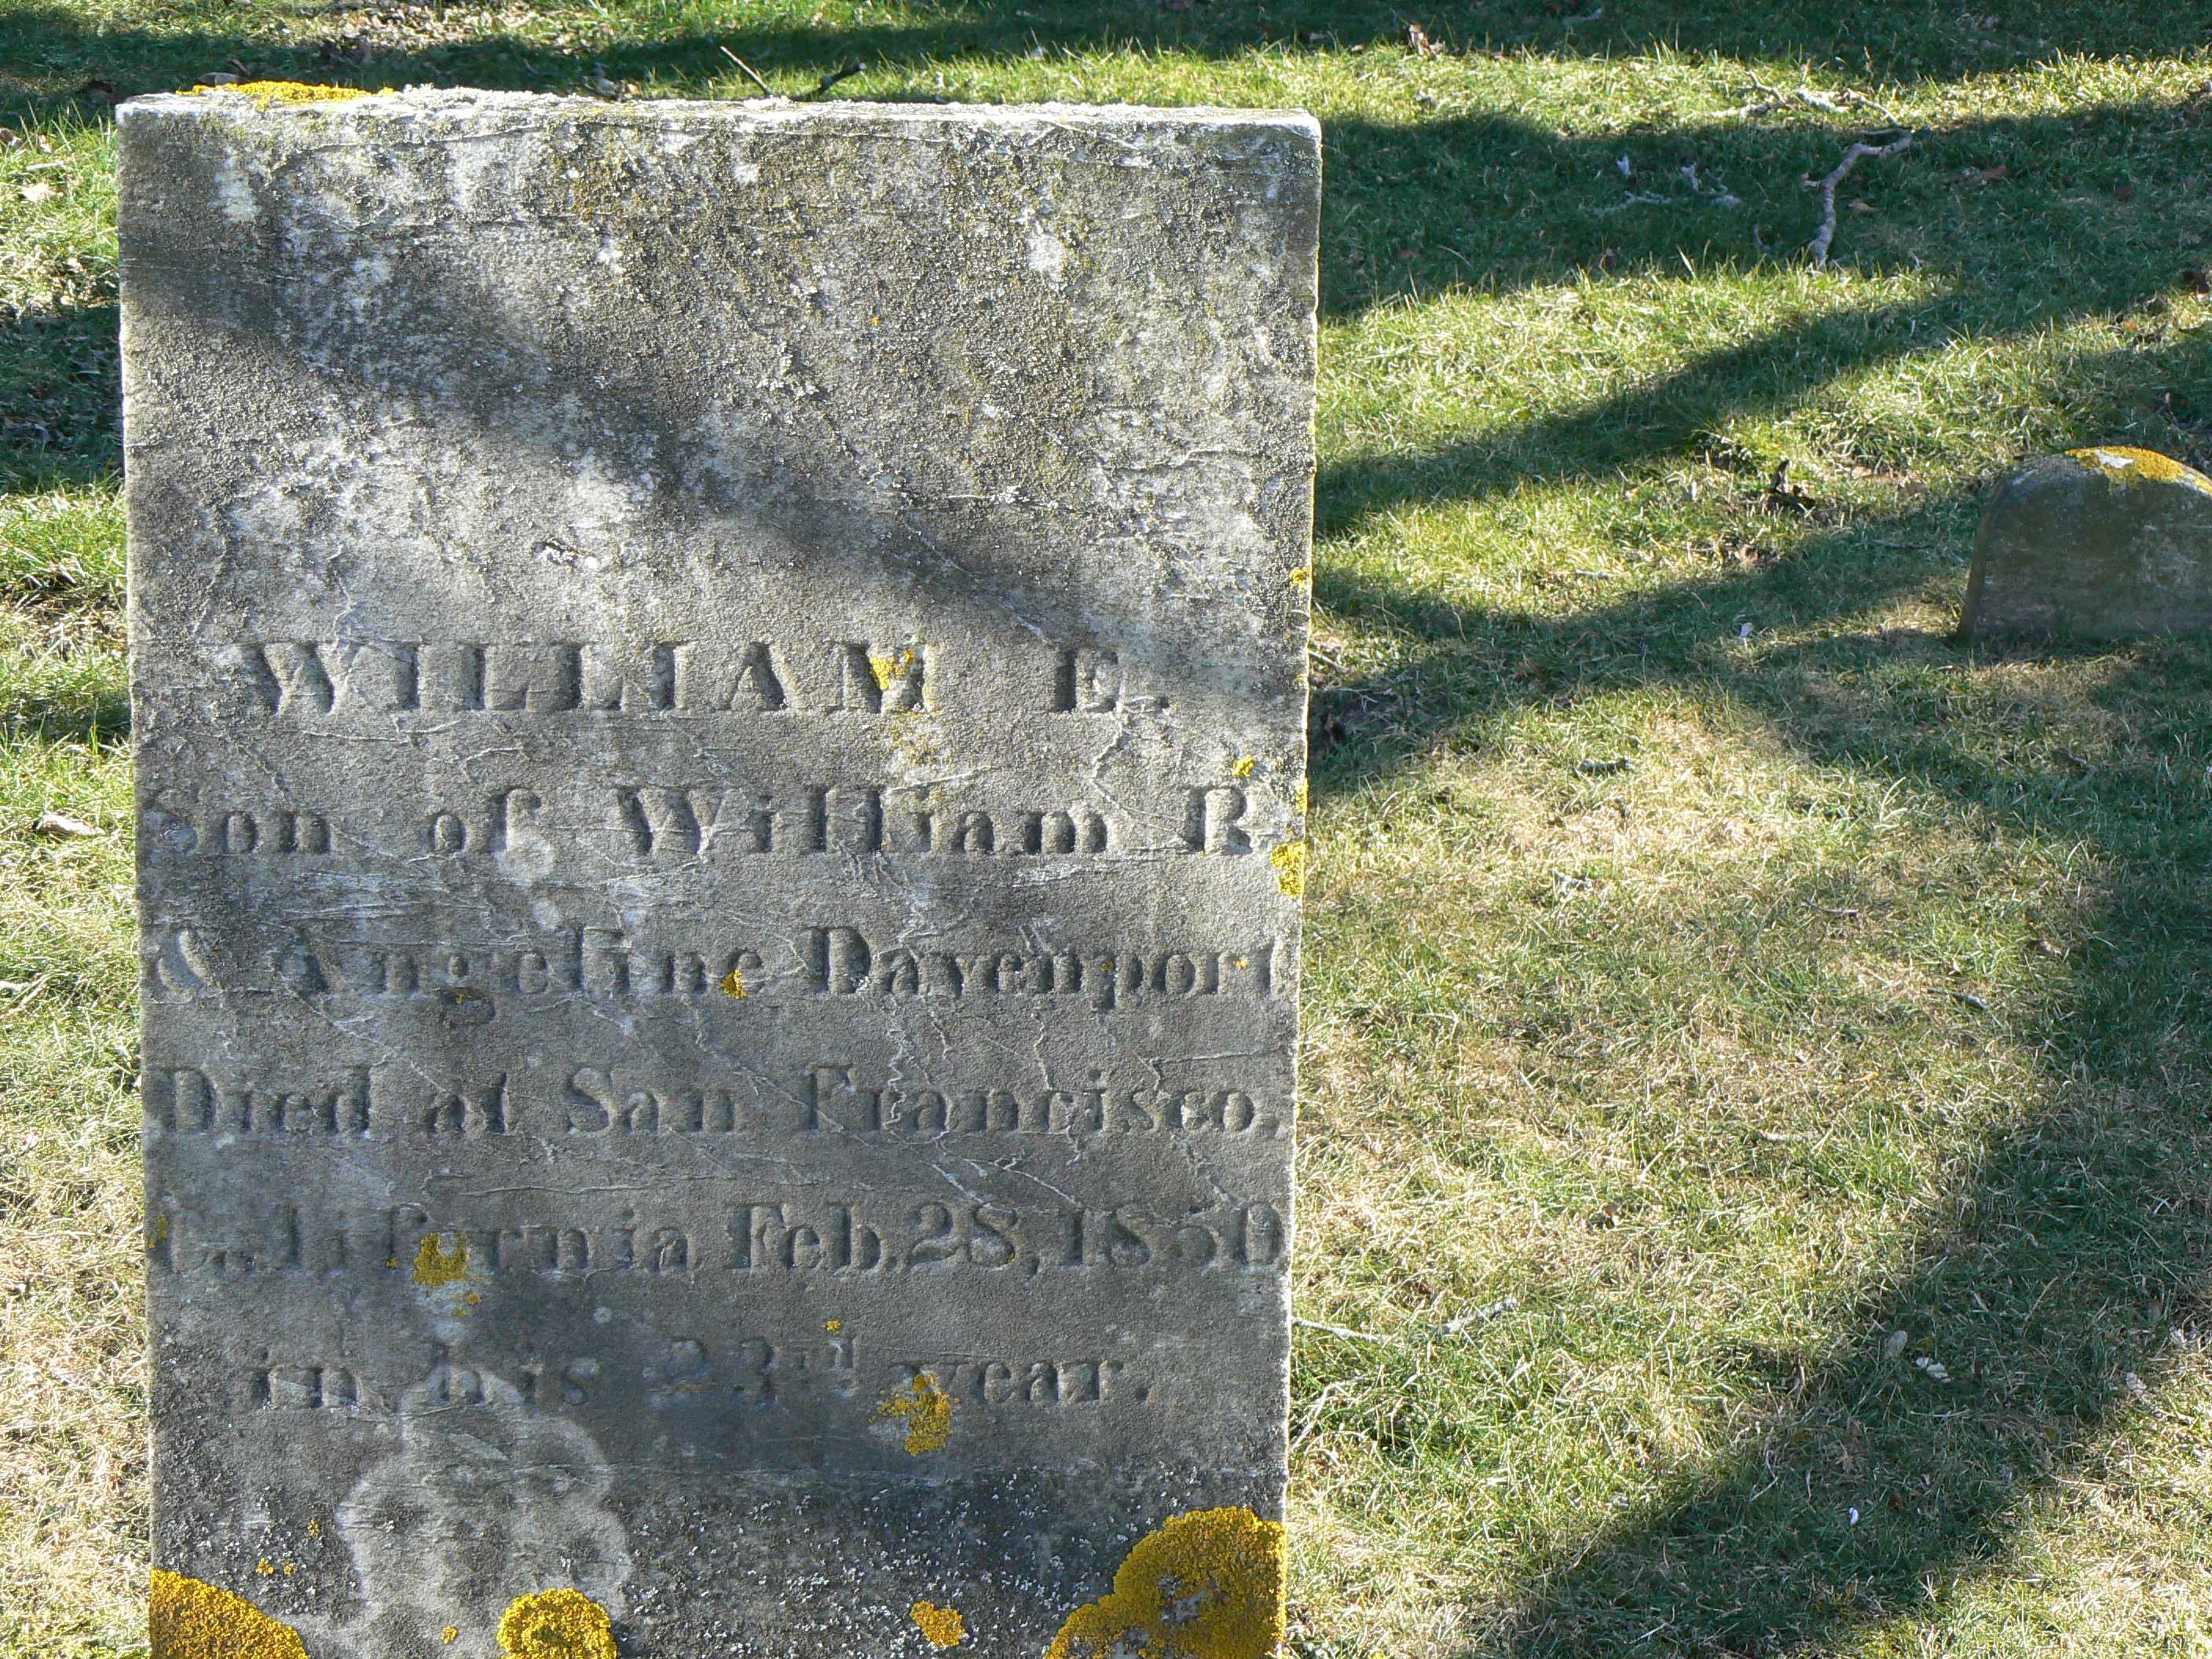 WILLIAM E.
Son of William R
& Angeline Davenport
Died at San Francisco,
California Feb. 28, 1850
in his 23rd year.